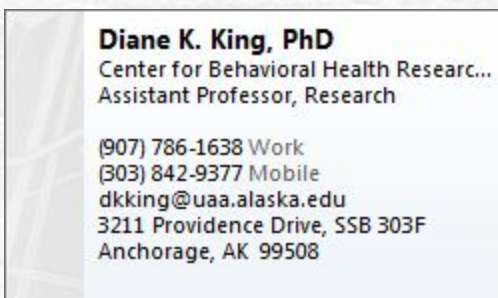 Diane K. King, PhD
Center for Behavioral Health Researc...
Assistant Professor, Research
(907) 786-1638 Work
(303) 842-9377 Mobile
dkking@uaa.alaska.edu
3211 Providence Drive, SSB 303F
Anchorage, AK 99508